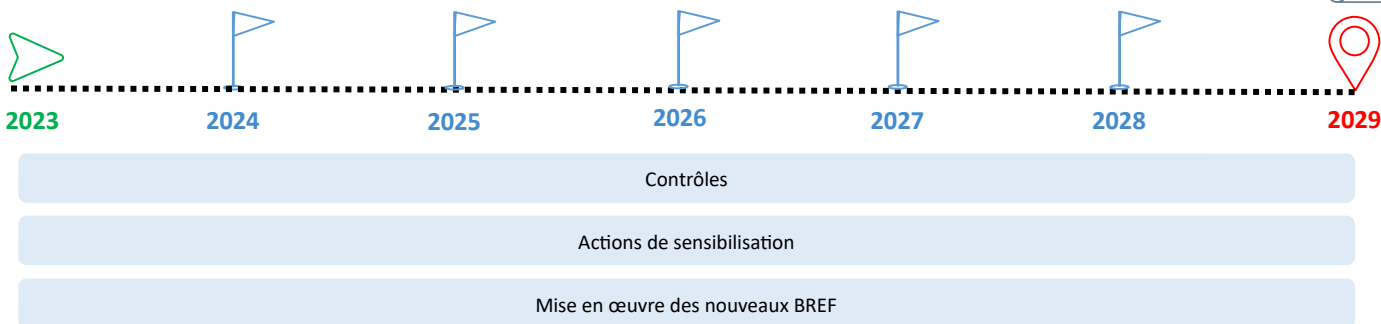 2023 2024 2025 2026 2027 2028 2029
Contrôles
Actions de sensibilisation
Mise en œuvre des nouveaux BREF